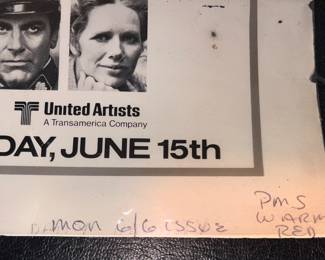 United Artists
A Transamerica Company
DAY, JUNE 15th
MON 6/6 ISSUE
PMS
WARM
RED